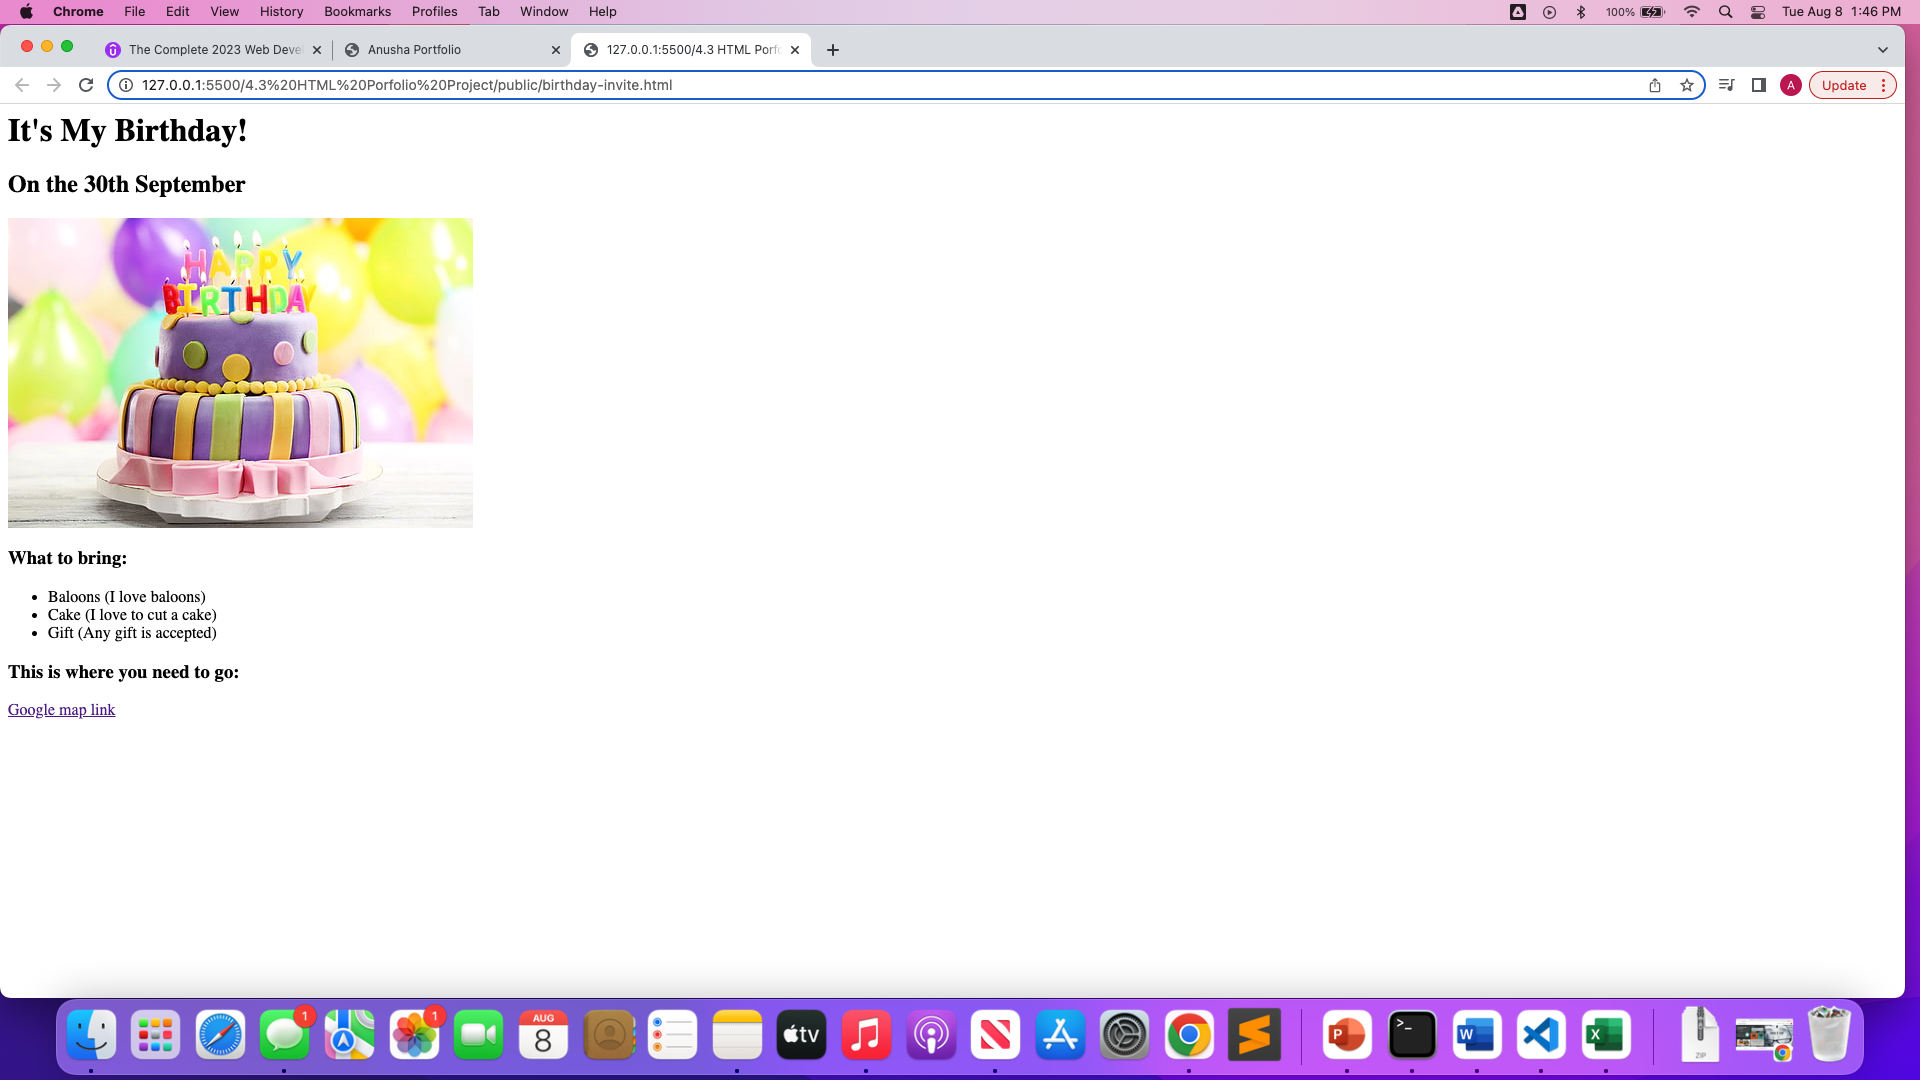 Chrome File Edit View History Bookmarks Profiles Tab Window Help 100% Tue Aug 8 1:46 PM
The Complete 2023 Web Deve Anusha Portfolio 127.0.0.1:5500/4.3 HTML Porfo
127.0.0.1:5500/4.3%20HTML%20Porfolio%20Project/public/birthday-invite.html A Update
It's My Birthday!
On the 30th September
HAPPY
BIRTHDAY
What to bring:
Baloons (I love baloons)
Cake (I love to cut a cake)
Gift (Any gift is accepted)
This is where you need to go:
Google map link
1 1 AUG
8 tv P >_ W X ZIP